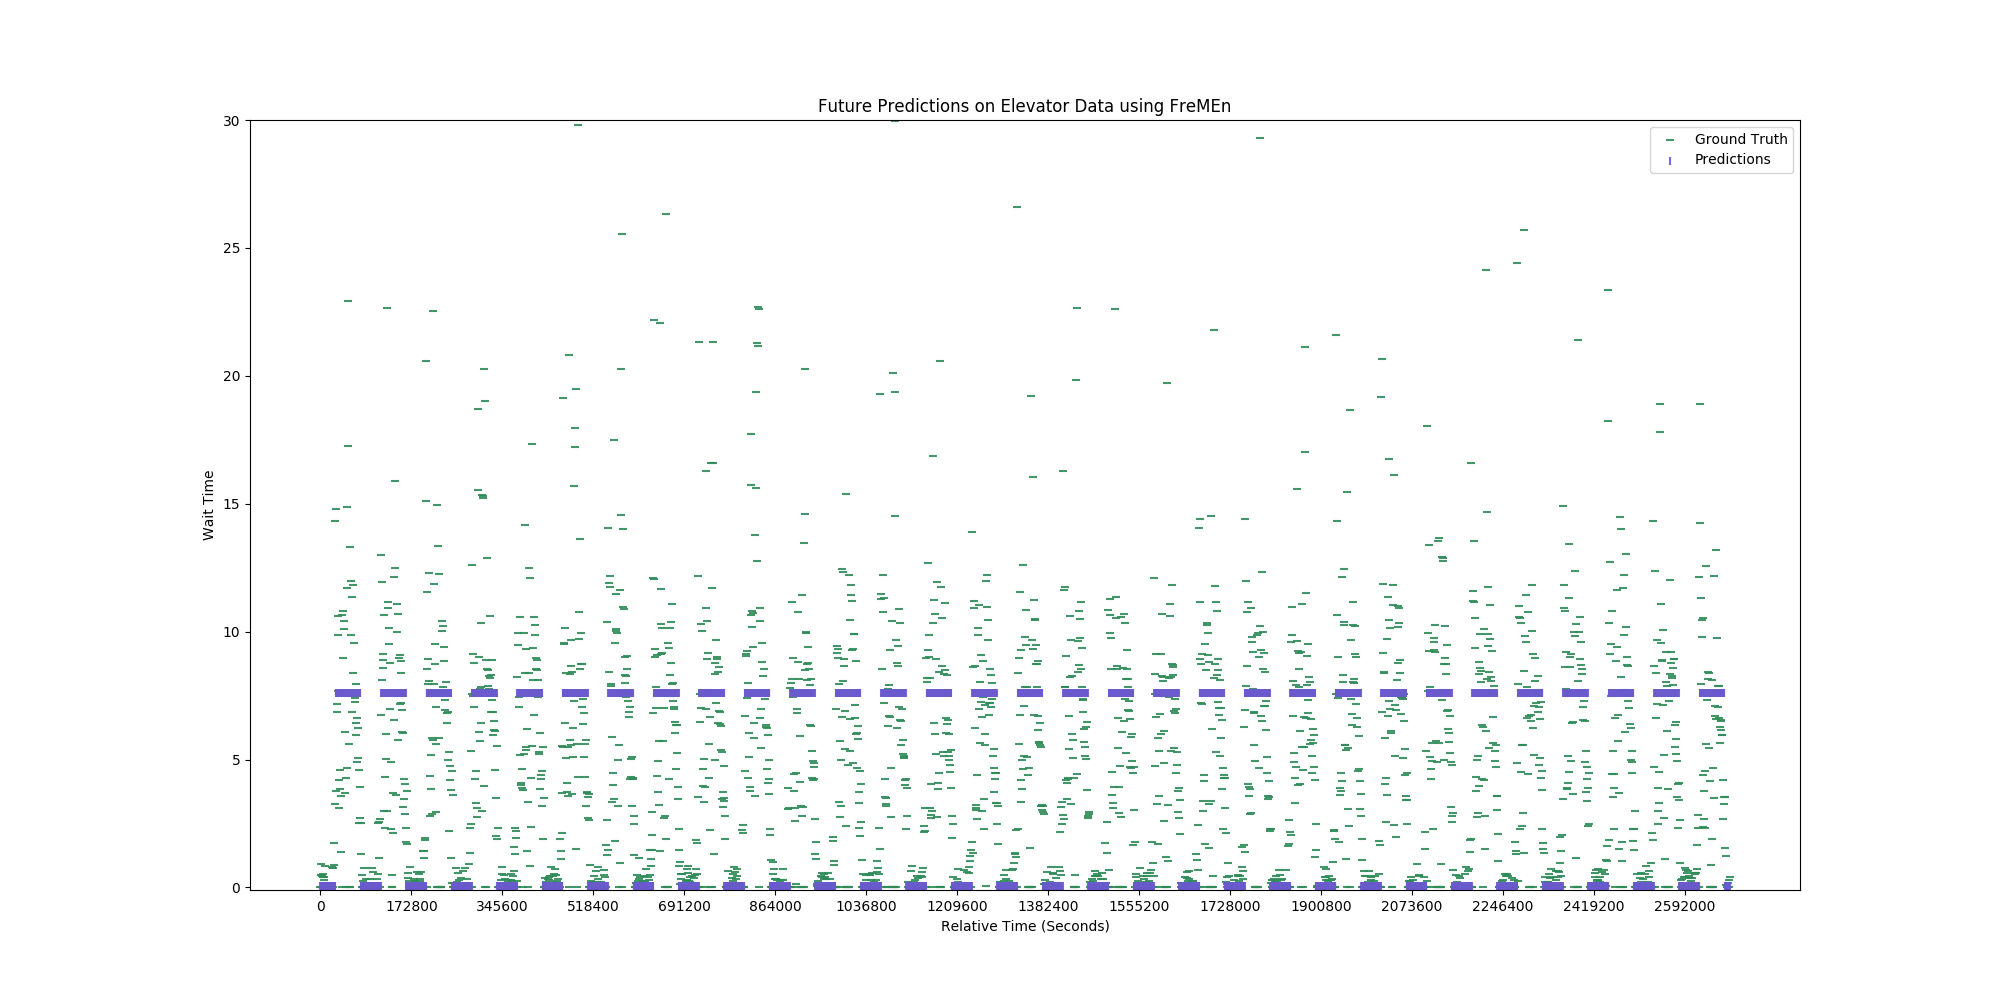 Future Predictions on Elevator Data using FreMEn
30
25
20
15
10
5
0
Wait Time
Ground Truth
Predictions
0 172800 345600 518400 691200 864000 1036800 1209600 1382400 1555200 1728000 1900800 2073600 2246400 2419200 2592000
Relative Time (Seconds)